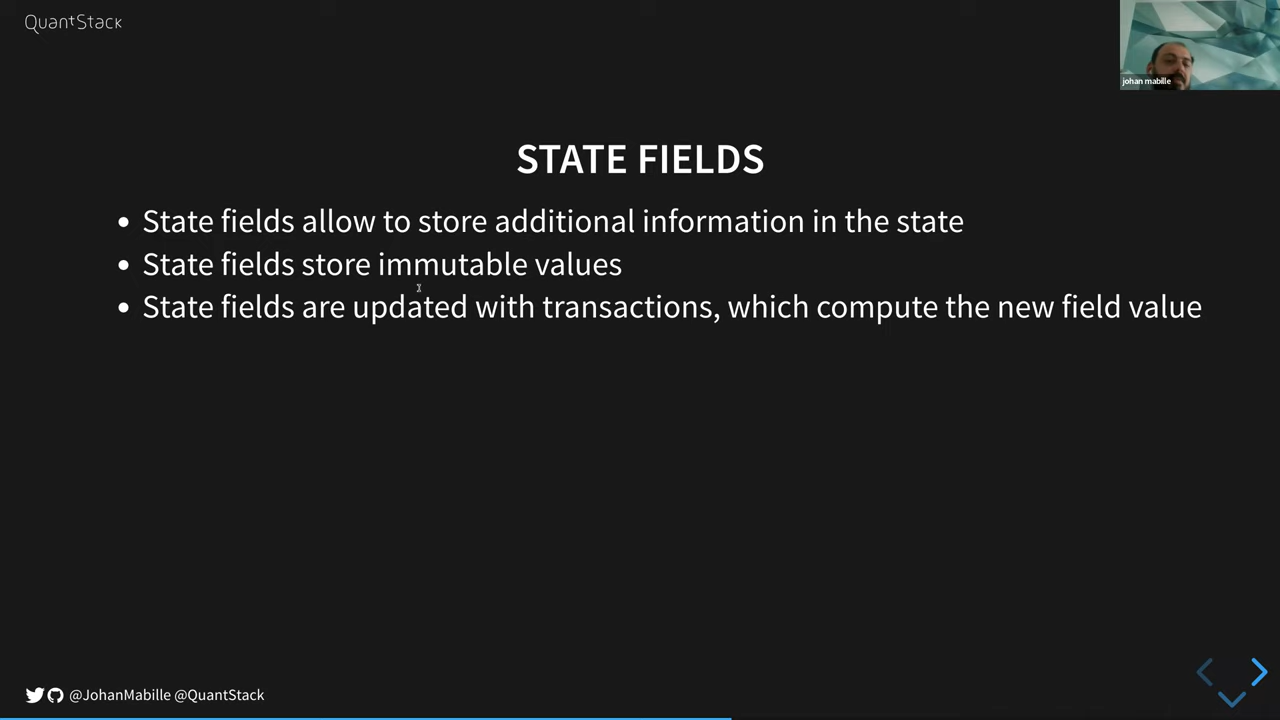 QuantStack
johan mabille
STATE FIELDS
• State fields allow to store additional information in the state
• State fields store immutable values
• State fields are updated with transactions, which compute the new field value
@JohanMabille @QuantStack